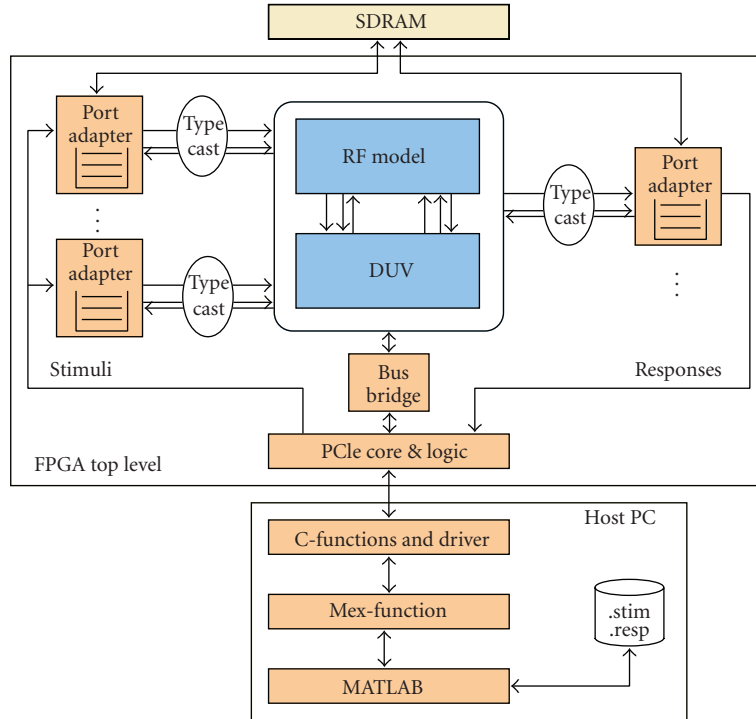 SDRAM
Port
adapter
Type
cast
RF model
Type
cast
Port
adapter
Port
adapter
Type
cast
DUV
Stimuli
Bus
bridge
Responses
PCIe core & logic
FPGA top level
Host PC
C-functions and driver
Mex-function
.stim
.resp
MATLAB